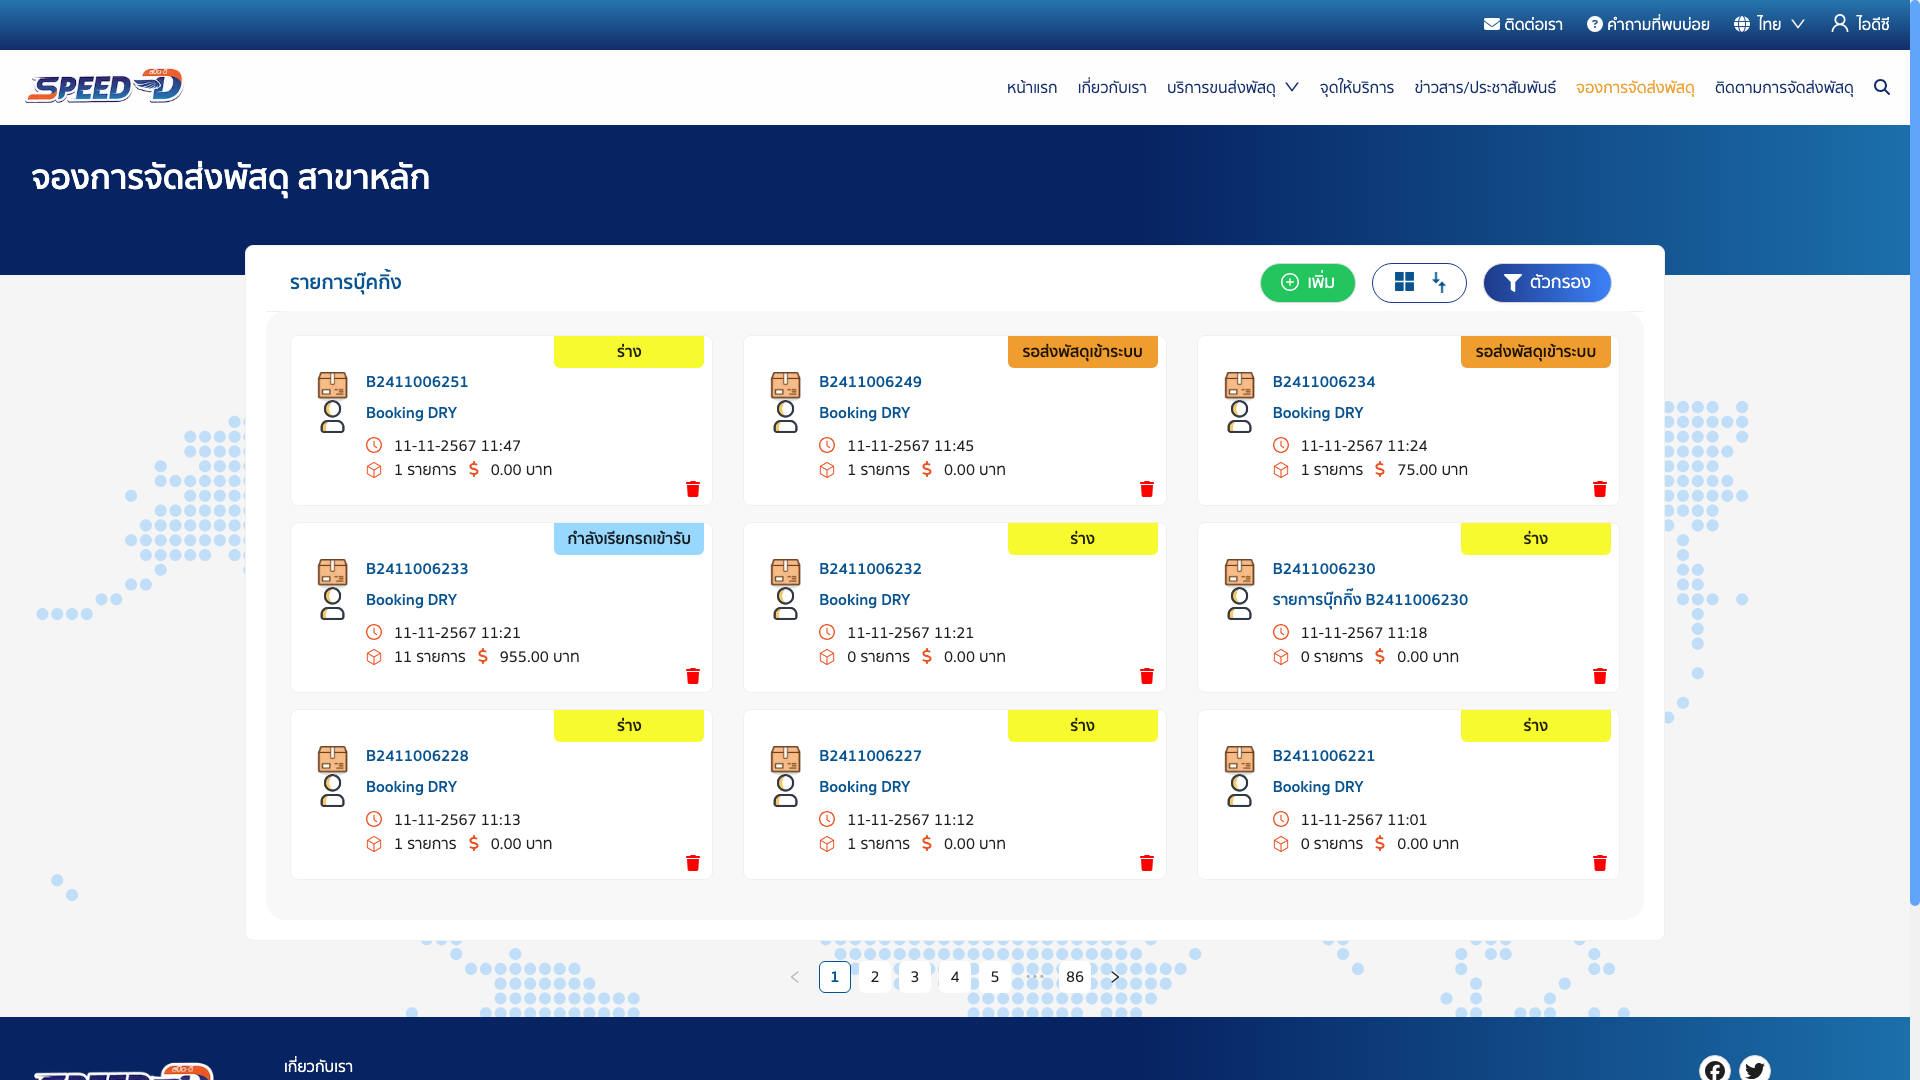 ติดต่อเรา คำถามที่พบบ่อย ไทย ไอดีซี
SPEED-D สปีด-ดี
หน้าแรก เกี่ยวกับเรา บริการขนส่งพัสดุ จุดให้บริการ ข่าวสาร/ประชาสัมพันธ์ จองการจัดส่งพัสดุ ติดตามการจัดส่งพัสดุ
จองการจัดส่งพัสดุ สาขาหลัก
รายการบุ๊คกิ้ง
เพิ่ม ตัวกรอง
ร่าง
B2411006251
Booking DRY
11-11-2567 11:47
1 รายการ 0.00 บาท
รอส่งพัสดุเข้าระบบ
B2411006249
Booking DRY
11-11-2567 11:45
1 รายการ 0.00 บาท
รอส่งพัสดุเข้าระบบ
B2411006234
Booking DRY
11-11-2567 11:24
1 รายการ 75.00 บาท
กำลังเรียกรถเข้ารับ
B2411006233
Booking DRY
11-11-2567 11:21
11 รายการ 955.00 บาท
ร่าง
B2411006232
Booking DRY
11-11-2567 11:21
0 รายการ 0.00 บาท
ร่าง
B2411006230
รายการบุ๊กกิ๊ง B2411006230
11-11-2567 11:18
0 รายการ 0.00 บาท
ร่าง
B2411006228
Booking DRY
11-11-2567 11:13
1 รายการ 0.00 บาท
ร่าง
B2411006227
Booking DRY
11-11-2567 11:12
1 รายการ 0.00 บาท
ร่าง
B2411006221
Booking DRY
11-11-2567 11:01
0 รายการ 0.00 บาท
1 2 3 4 5 ••• 86
เกี่ยวกับเรา